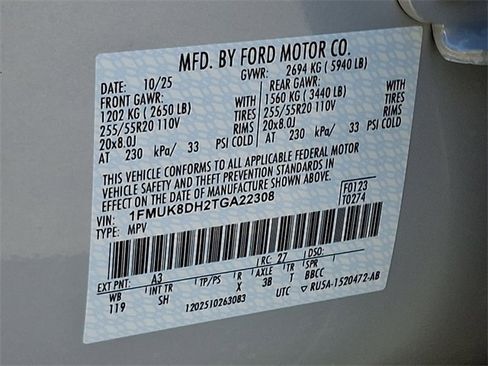 MFD. BY FORD MOTOR CO.
DATE: 10/25 GVWR: 2694 KG ( 5940 LB)
FRONT GAWR: REAR GAWR:
1202 KG ( 2650 LB) WITH 1560 KG ( 3440 LB) WITH
255/55R20 110V TIRES 255/55R20 110V TIRES
20x8.0J RIMS 20x8.0J RIMS
AT 230 kPa/ 33 PSI COLD AT 230 kPa/ 33 PSI COLD
THIS VEHICLE CONFORMS TO ALL APPLICABLE FEDERAL MOTOR
VEHICLE SAFETY AND THEFT PREVENTION STANDARDS IN
EFFECT ON THE DATE OF MANUFACTURE SHOWN ABOVE.
VIN: 1FMUK8DH2TGA22308 F0123
TYPE: MPV T0274
EXT PNT: A3 RC: 27 DSO:
WB INT TR TP/PS R AXLE TR SPR
119 SH X 3B T BBCC
1202510263083 UTC ▽ RU5A-1520472-AB